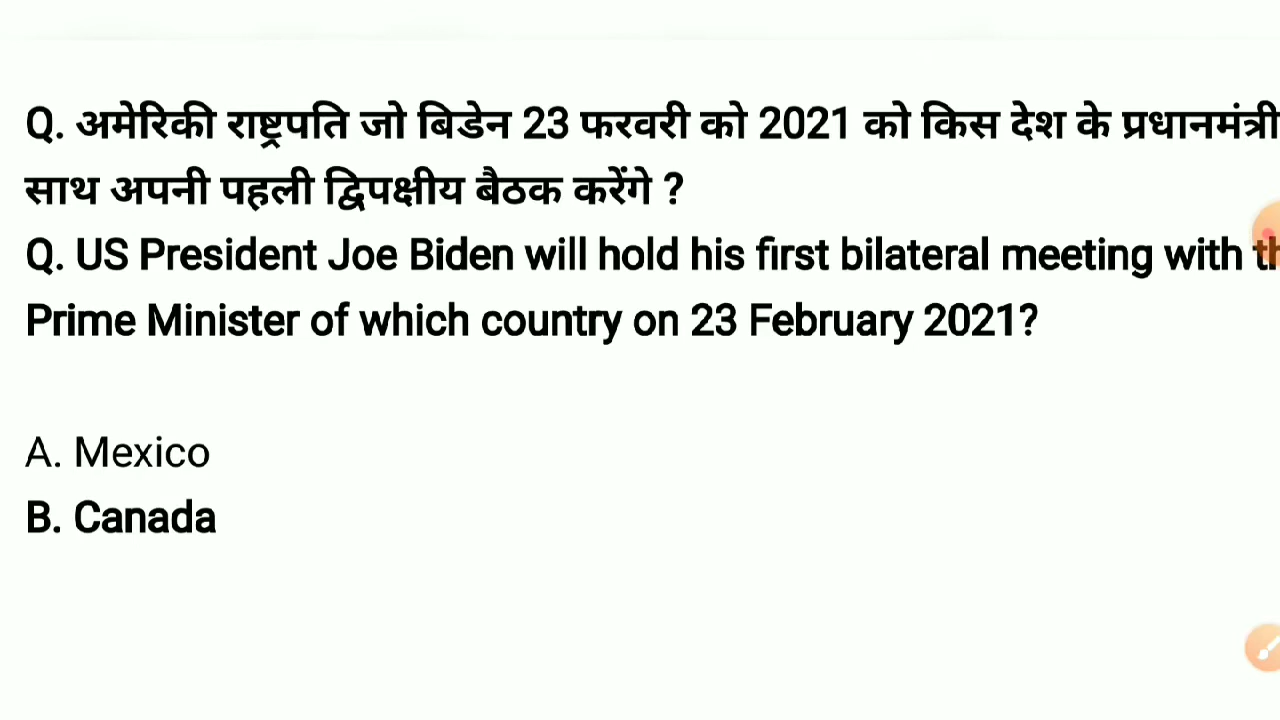 Q. अमेरिकी राष्ट्रपति जो बिडेन 23 फरवरी को 2021 को किस देश के प्रधानमंत्री
साथ अपनी पहली द्विपक्षीय बैठक करेंगे ?
Q. US President Joe Biden will hold his first bilateral meeting with
Prime Minister of which country on 23 February 2021?
A. Mexico
B. Canada